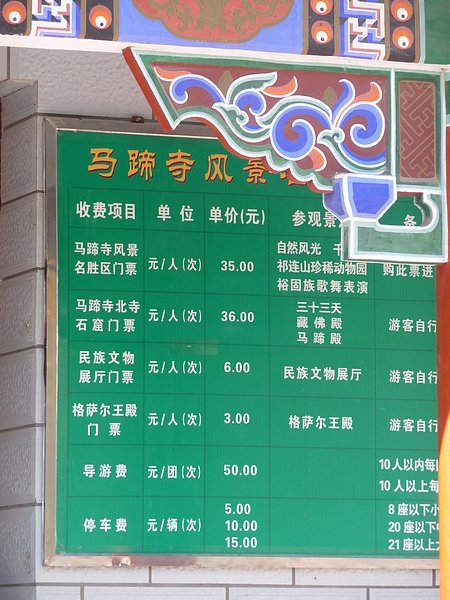 马蹄寺风景
收费项目 单位 单价(元) 参观景
马蹄寺风景名胜区门票 元/人(次) 35.00 自然风光 千 祁连山珍稀动物园 裕固族歌舞表演 购此票进
马蹄寺北寺石窟门票 元/人(次) 36.00 三十三天 藏佛殿 马蹄殿 游客自行
民族文物展厅门票 元/人(次) 6.00 民族文物展厅 游客自行
格萨尔王殿门票 元/人(次) 3.00 格萨尔王殿 游客自行
导游费 元/团(次) 50.00 10人以内每 10人以上每
停车费 元/辆(次) 5.00 10.00 15.00 8座以下小 20座以下中 21座以上大